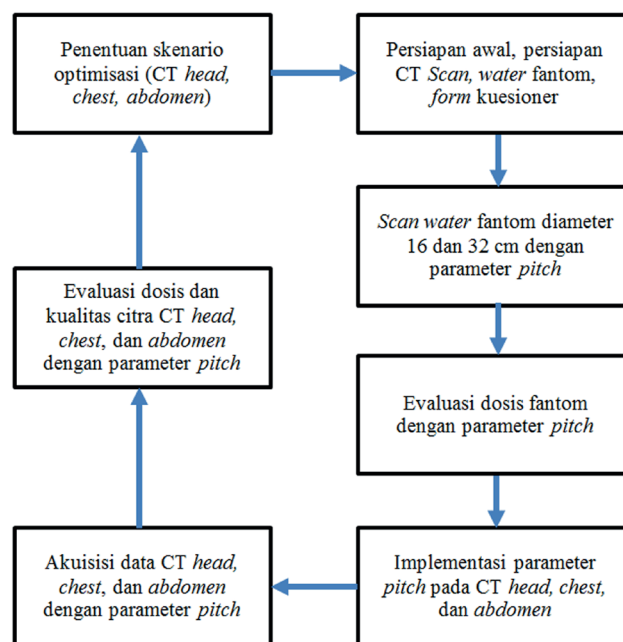 Penentuan skenario
optimisasi (CT head,
chest, abdomen)
Persiapan awal, persiapan
CT Scan, water fantom,
form kuesioner
Scan water fantom diameter
16 dan 32 cm dengan
parameter pitch
Evaluasi dosis fantom
dengan parameter pitch
Implementasi parameter
pitch pada CT head, chest,
dan abdomen
Akuisisi data CT head,
chest, dan abdomen
dengan parameter pitch
Evaluasi dosis dan
kualitas citra CT head,
chest, dan abdomen
dengan parameter pitch